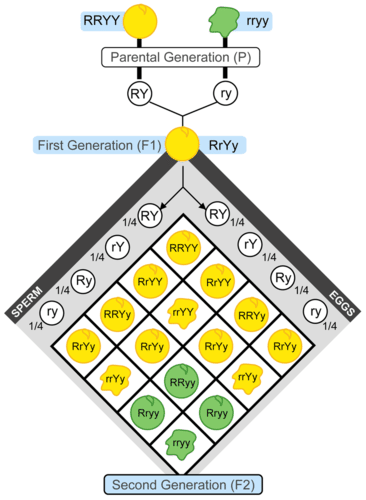 RRYY
rryy
Parental Generation (P)
RY
ry
First Generation (F1)
RrYy
1/4 RY
RY 1/4
1/4 rY
rY 1/4
1/4 Ry
Ry 1/4
1/4 ry
ry 1/4
SPERM
EGGS
RRYY
RrYY RrYY
RRYy rrYY RRYy
RrYy RrYy RrYy RrYy
rrYy RRyy rrYy
Rryy Rryy
rryy
Second Generation (F2)